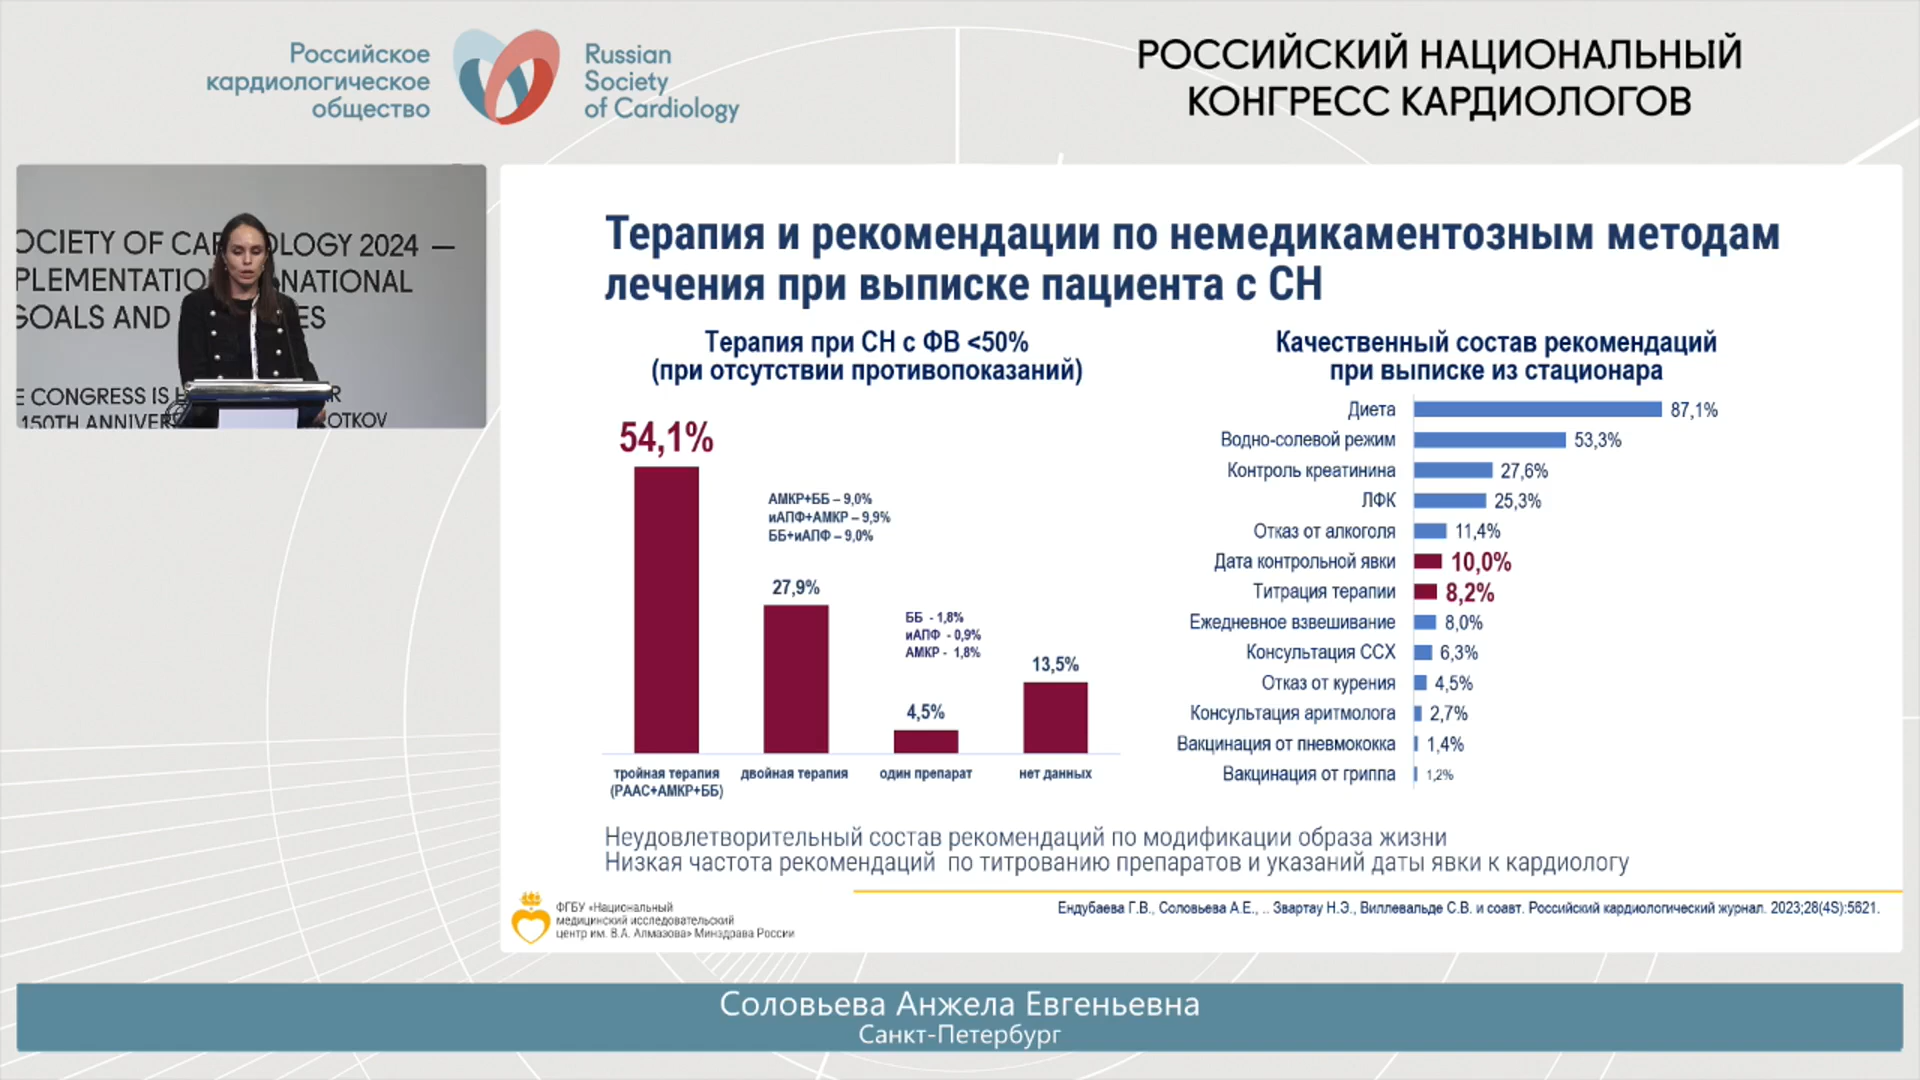 Российское
кардиологическое
общество
Russian
Society
of Cardiology
РОССИЙСКИЙ НАЦИОНАЛЬНЫЙ
КОНГРЕСС КАРДИОЛОГОВ
OCIETY OF CAR OLOGY 2024 —
PLEMENTATIO NATIONAL
GOALS AND ES
E CONGRESS IS
150TH ANNIVER OTKOV
Терапия и рекомендации по немедикаментозным методам
лечения при выписке пациента с СН
Терапия при СН с ФВ <50%
(при отсутствии противопоказаний)
54,1%
АМКР+ББ – 9,0%
иАПФ+АМКР – 9,9%
ББ+иАПФ – 9,0%
27,9%
ББ - 1,8%
иАПФ - 0,9%
АМКР - 1,8%
4,5%
13,5%
тройная терапия
(РААС+АМКР+ББ)
двойная терапия
один препарат
нет данных
Качественный состав рекомендаций
при выписке из стационара
Диета 87,1%
Водно-солевой режим 53,3%
Контроль креатинина 27,6%
ЛФК 25,3%
Отказ от алкоголя 11,4%
Дата контрольной явки 10,0%
Титрация терапии 8,2%
Ежедневное взвешивание 8,0%
Консультация ССХ 6,3%
Отказ от курения 4,5%
Консультация аритмолога 2,7%
Вакцинация от пневмококка 1,4%
Вакцинация от гриппа 1,2%
Неудовлетворительный состав рекомендаций по модификации образа жизни
Низкая частота рекомендаций по титрованию препаратов и указаний даты явки к кардиологу
ФГБУ «Национальный
медицинский исследовательский
центр им. В.А. Алмазова» Минздрава России
Ендубаева Г.В., Соловьева А.Е., .. Звартау Н.Э., Виллевальде С.В. и соавт. Российский кардиологический журнал. 2023;28(4S):5621.
Соловьева Анжела Евгеньевна
Санкт-Петербург